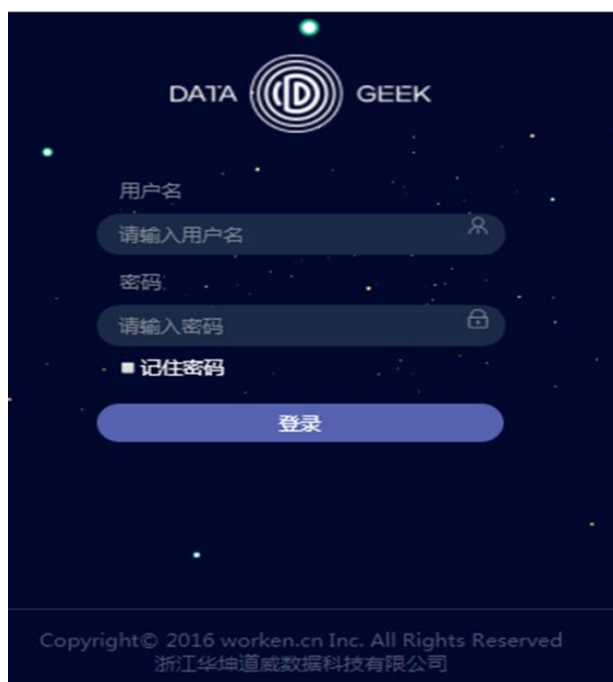 DATA D GEEK
用户名
请输入用户名
密码
请输入密码
记住密码
登录
Copyright© 2016 worken.cn Inc. All Rights Reserved
浙江华坤道威数据科技有限公司